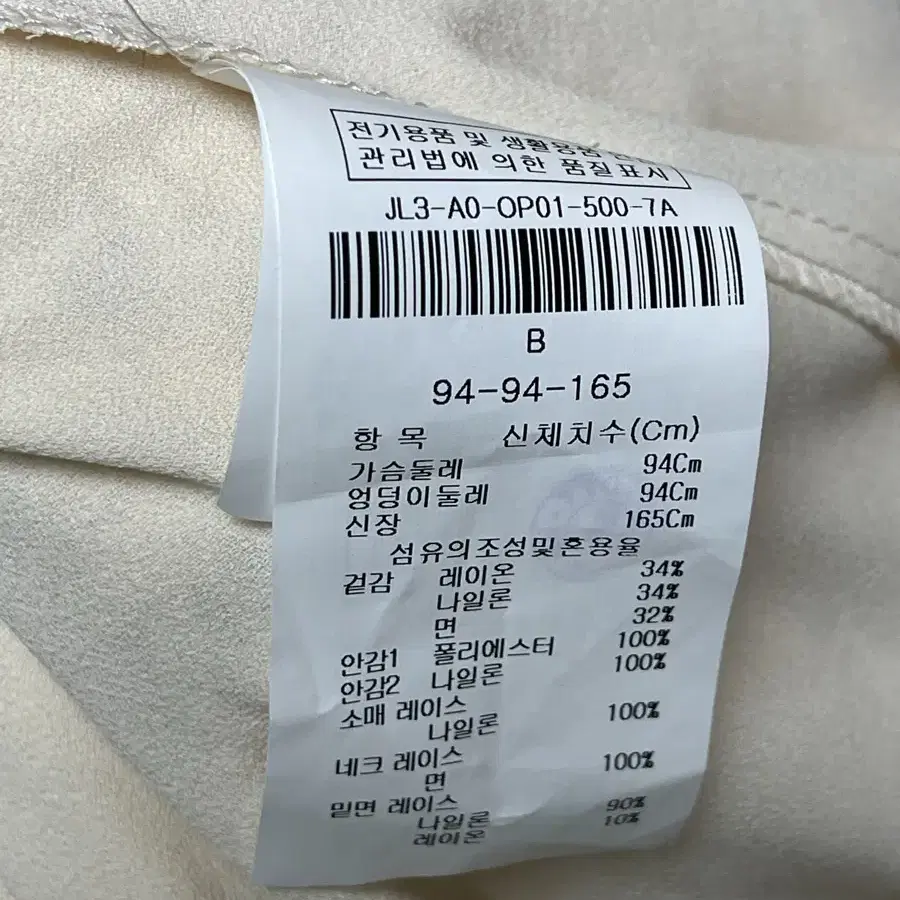 전기용품 및 생활용품
관리법에 의한 품질표시
JL3-A0-OP01-500-7A
B
94-94-165
항 목 신체치수(Cm)
가슴둘레 94Cm
엉덩이둘레 94Cm
신장 165Cm
섬유의조성및혼용율
겉감 레이온 34%
나일론 34%
면 32%
안감1 폴리에스터 100%
안감2 나일론 100%
소매 레이스
나일론 100%
네크 레이스
면 100%
밑면 레이스
나일론 90%
레이온 10%